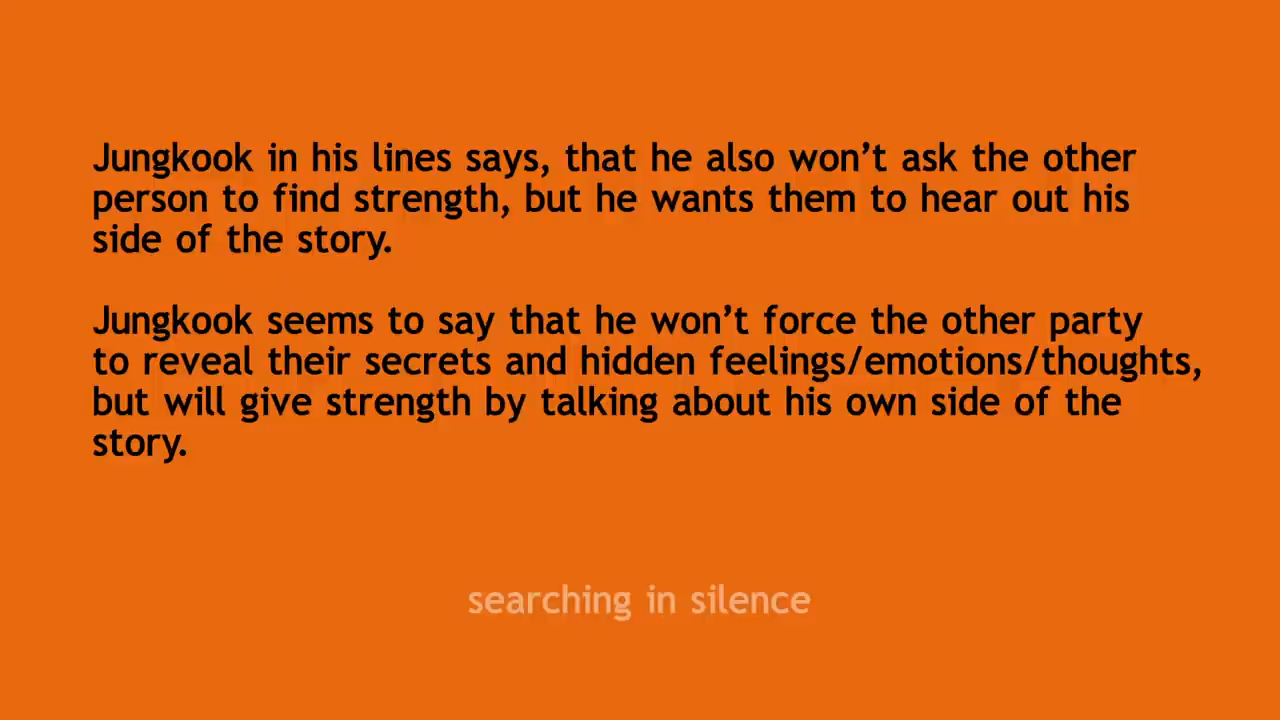 Jungkook in his lines says, that he also won’t ask the other
person to find strength, but he wants them to hear out his
side of the story.
Jungkook seems to say that he won’t force the other party
to reveal their secrets and hidden feelings/emotions/thoughts,
but will give strength by talking about his own side of the
story.
searching in silence